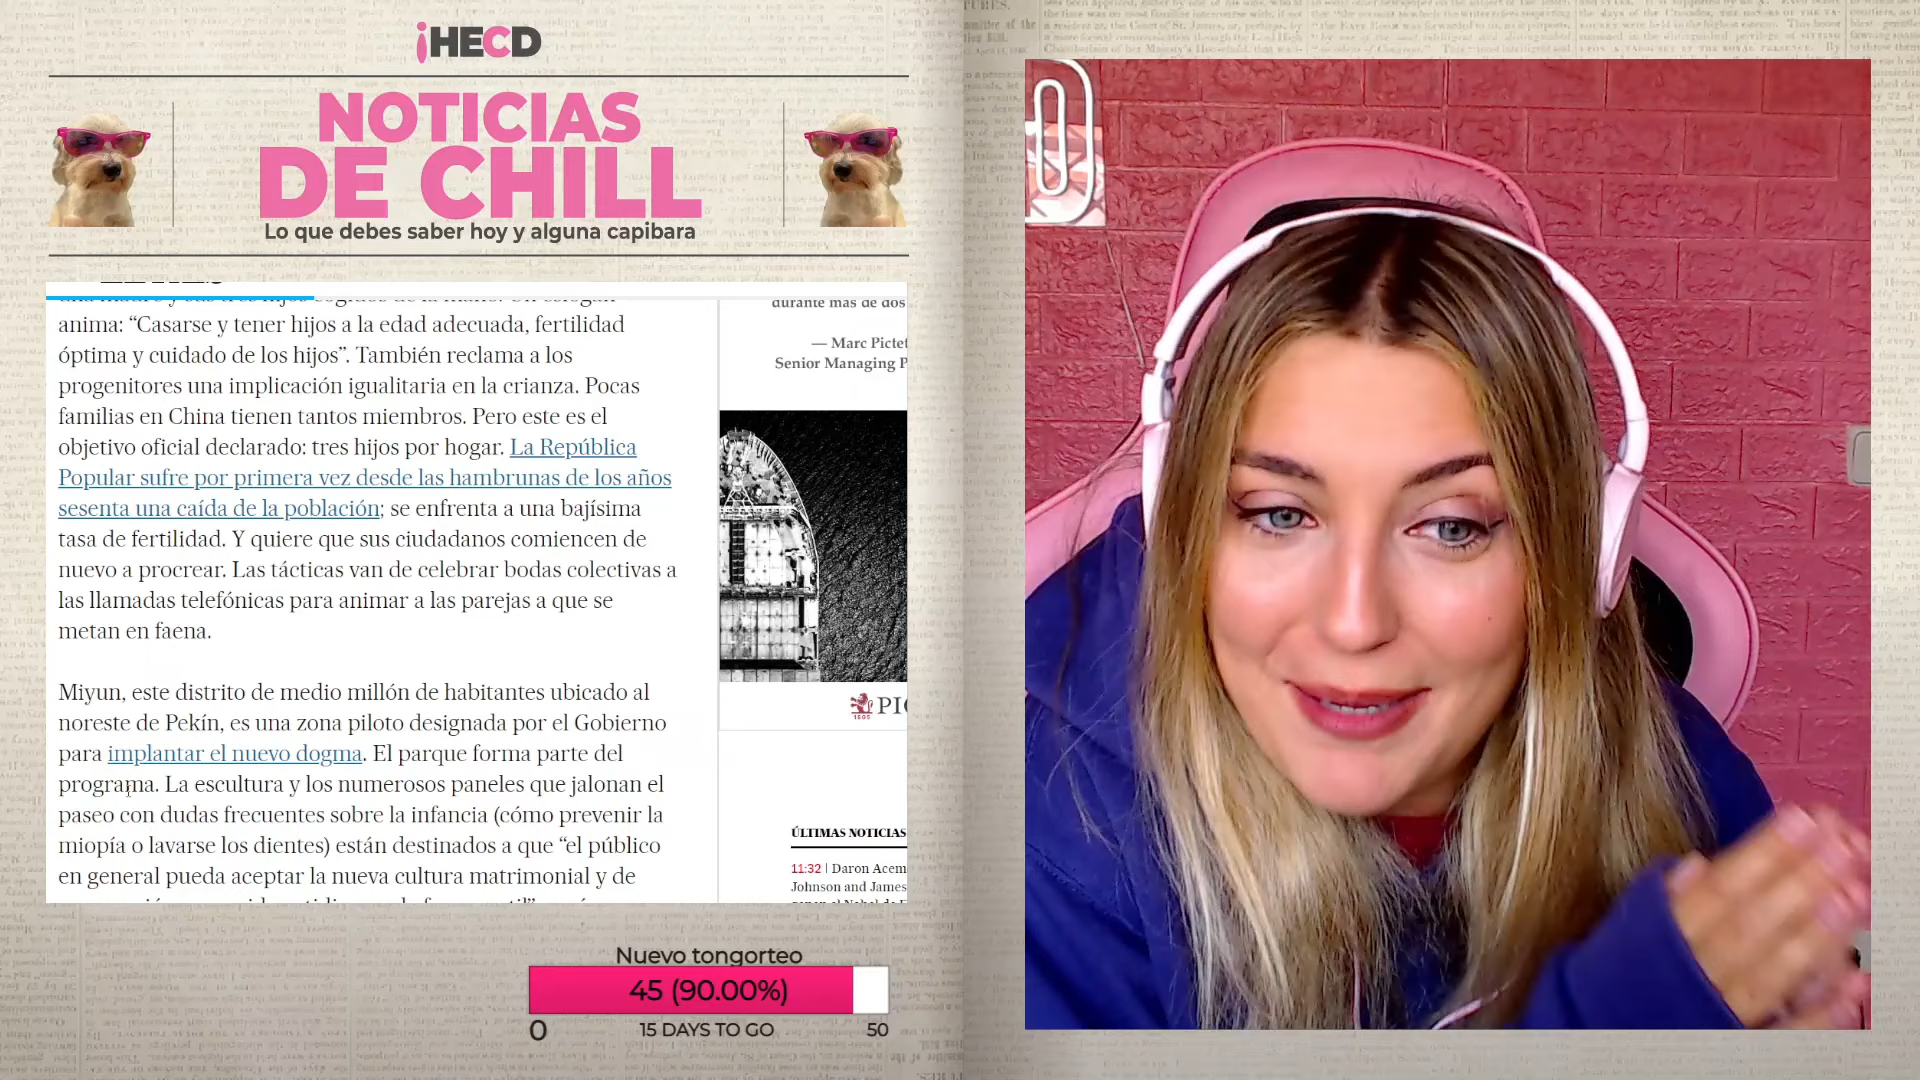 ¡HECD
NOTICIAS
DE CHILL
Lo que debes saber hoy y alguna capibara
anima: “Casarse y tener hijos a la edad adecuada, fertilidad
óptima y cuidado de los hijos”. También reclama a los
progenitores una implicación igualitaria en la crianza. Pocas
familias en China tienen tantos miembros. Pero este es el
objetivo oficial declarado: tres hijos por hogar. La República
Popular sufre por primera vez desde las hambrunas de los años
sesenta una caída de la población; se enfrenta a una bajísima
tasa de fertilidad. Y quiere que sus ciudadanos comiencen de
nuevo a procrear. Las tácticas van de celebrar bodas colectivas a
las llamadas telefónicas para animar a las parejas a que se
metan en faena.
Miyun, este distrito de medio millón de habitantes ubicado al
noreste de Pekín, es una zona piloto designada por el Gobierno
para implantar el nuevo dogma. El parque forma parte del
programa. La escultura y los numerosos paneles que jalonan el
paseo con dudas frecuentes sobre la infancia (cómo prevenir la
miopía o lavarse los dientes) están destinados a que “el público
en general pueda aceptar la nueva cultura matrimonial y de
durante más de dos
— Marc Pictet
Senior Managing P
1805
PIC
ÚLTIMAS NOTICIAS
11:32 | Daron Acem
Johnson and James
Nuevo tongorteo
45 (90.00%)
0 15 DAYS TO GO 50